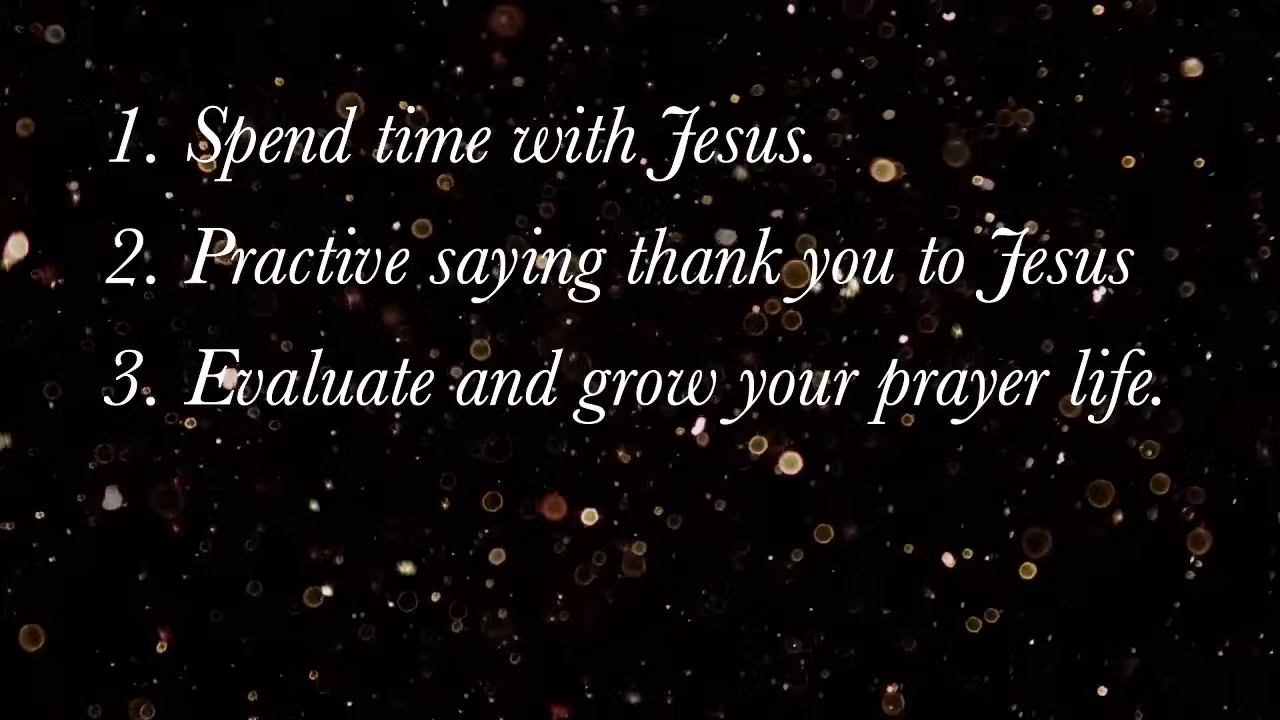 1. Spend time with Jesus.
2. Practive saying thank you to Jesus
3. Evaluate and grow your prayer life.